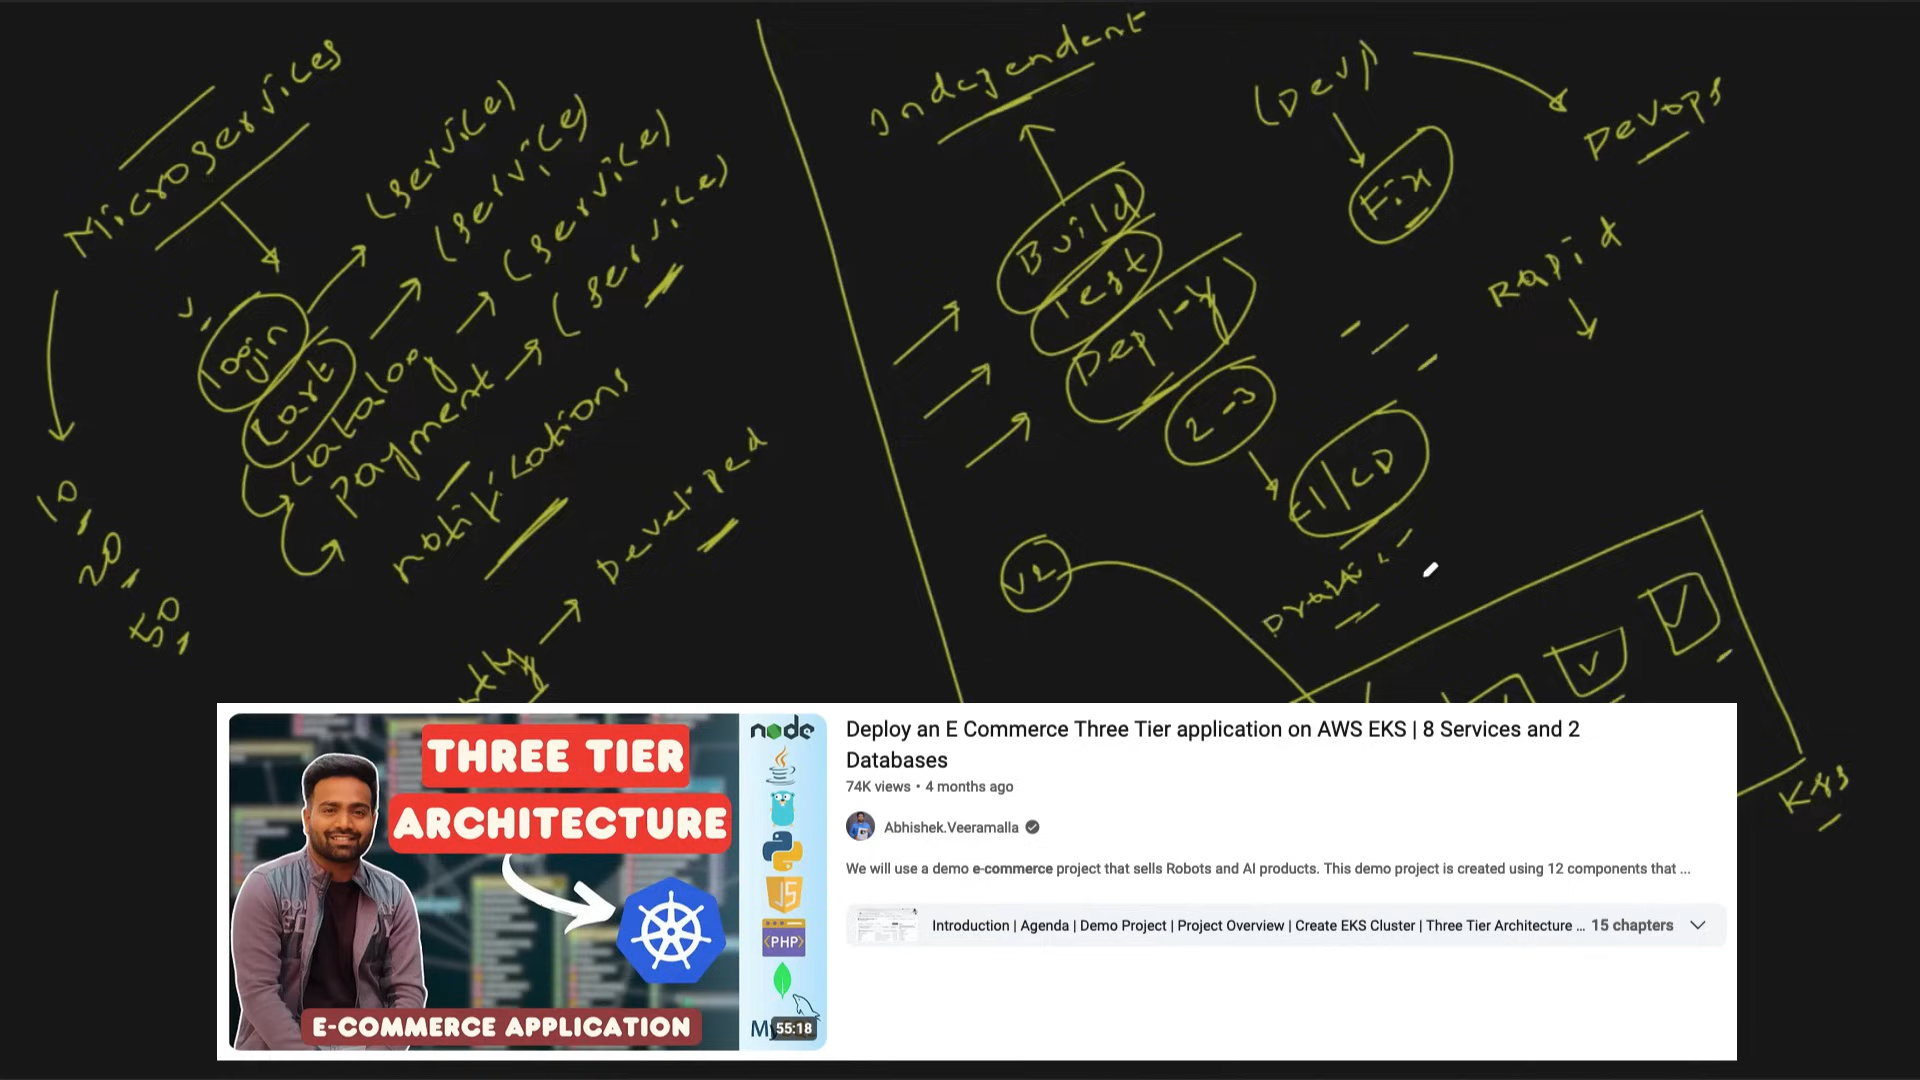 Microservices
(service)
(service)
(service)
(service)
login
cart
catalog
payment
notifications
10,
20,
50,
Developed
Independent
(Dev)
Devops
Fix
Rapid
Build
Test
Deploy
2-3
CI/CD
V2
K8s
THREE TIER
ARCHITECTURE
E-COMMERCE APPLICATION
node
JS
PHP
My
55:18
Deploy an E Commerce Three Tier application on AWS EKS | 8 Services and 2
Databases
74K views • 4 months ago
Abhishek.Veeramalla
We will use a demo e-commerce project that sells Robots and AI products. This demo project is created using 12 components that ...
Introduction | Agenda | Demo Project | Project Overview | Create EKS Cluster | Three Tier Architecture ... 15 chapters